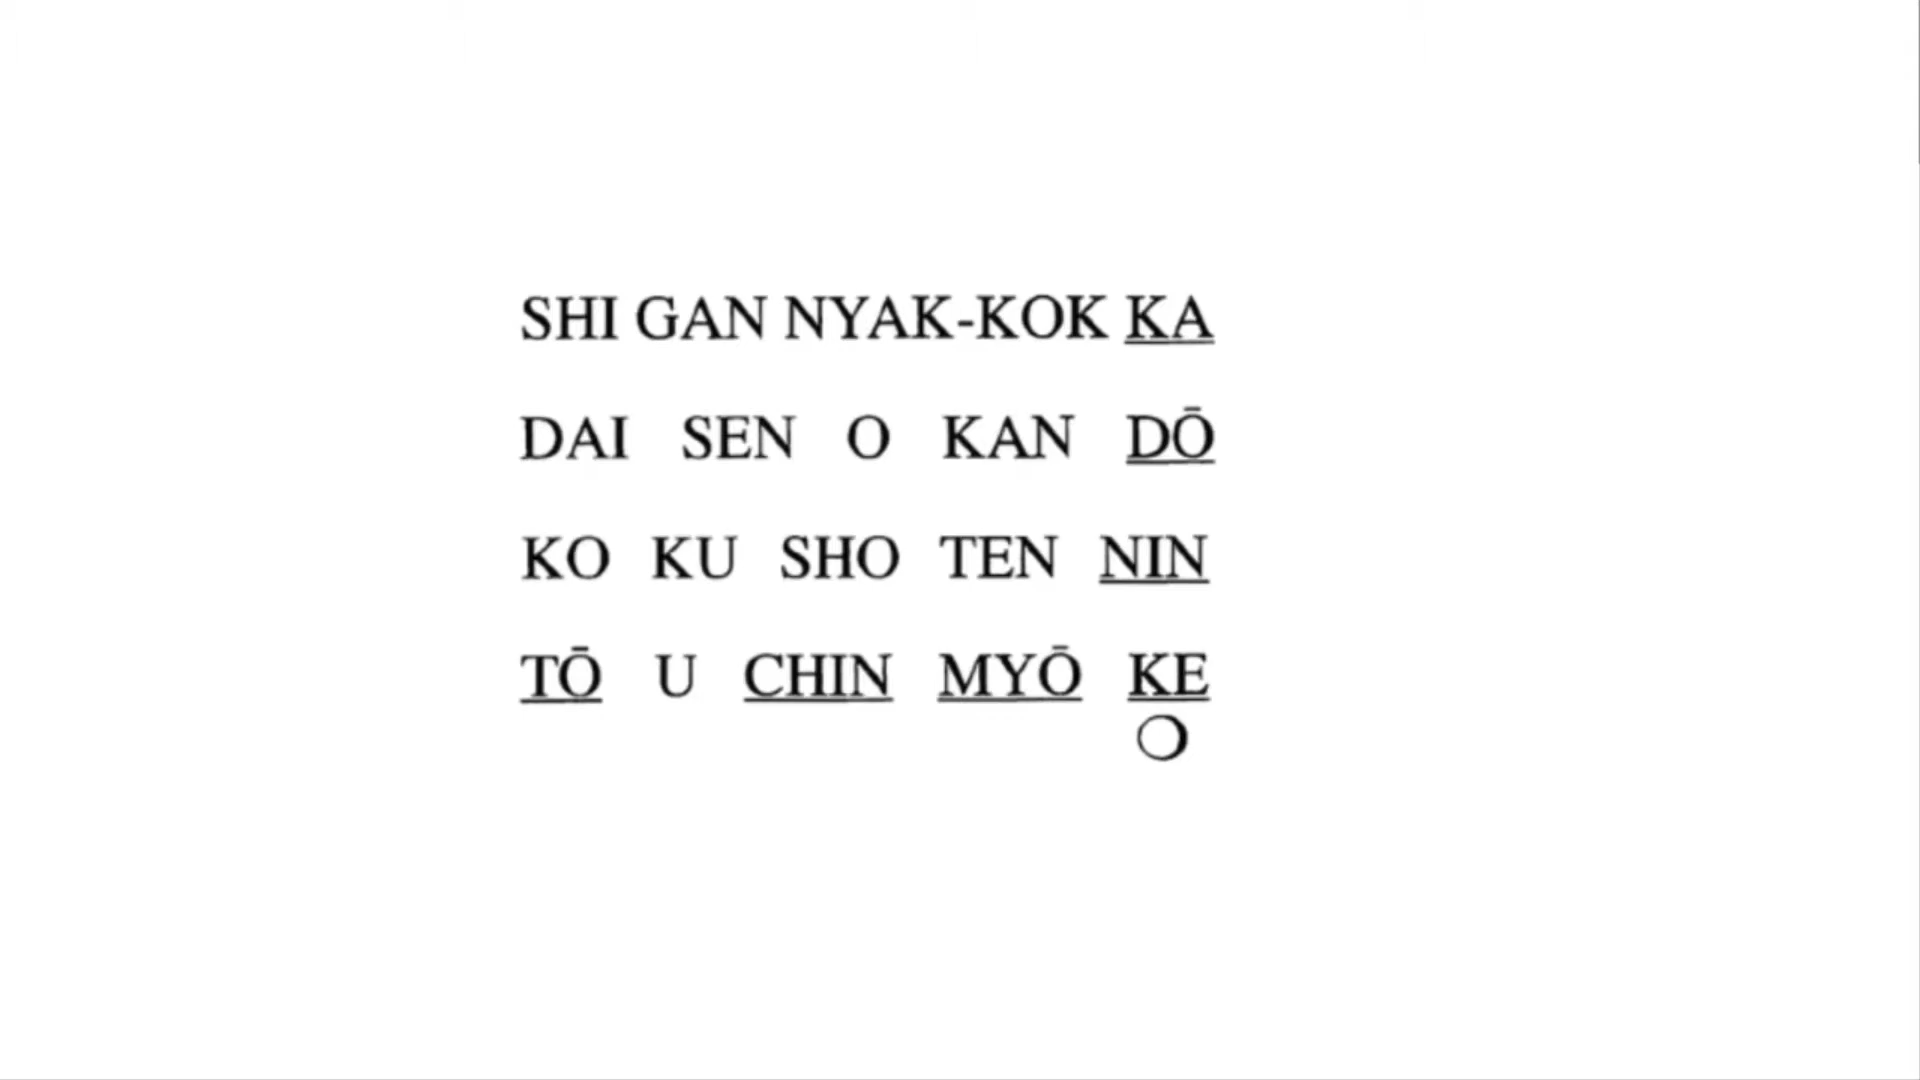 SHI GAN NYAK-KOK KA
DAI SEN O KAN DŌ
KO KU SHO TEN NIN
TŌ U CHIN MYŌ KE